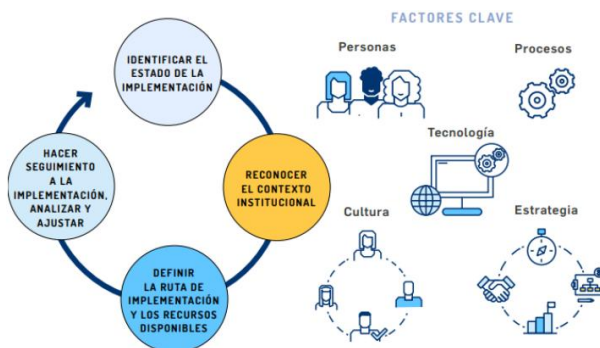 IDENTIFICAR EL
ESTADO DE LA
IMPLEMENTACIÓN
RECONOCER
EL CONTEXTO
INSTITUCIONAL
DEFINIR
LA RUTA DE
IMPLEMENTACIÓN
Y LOS RECURSOS
DISPONIBLES
HACER
SEGUIMIENTO
A LA
IMPLEMENTACIÓN,
ANALIZAR Y
AJUSTAR
FACTORES CLAVE
Personas
Procesos
Tecnología
Cultura
Estrategia